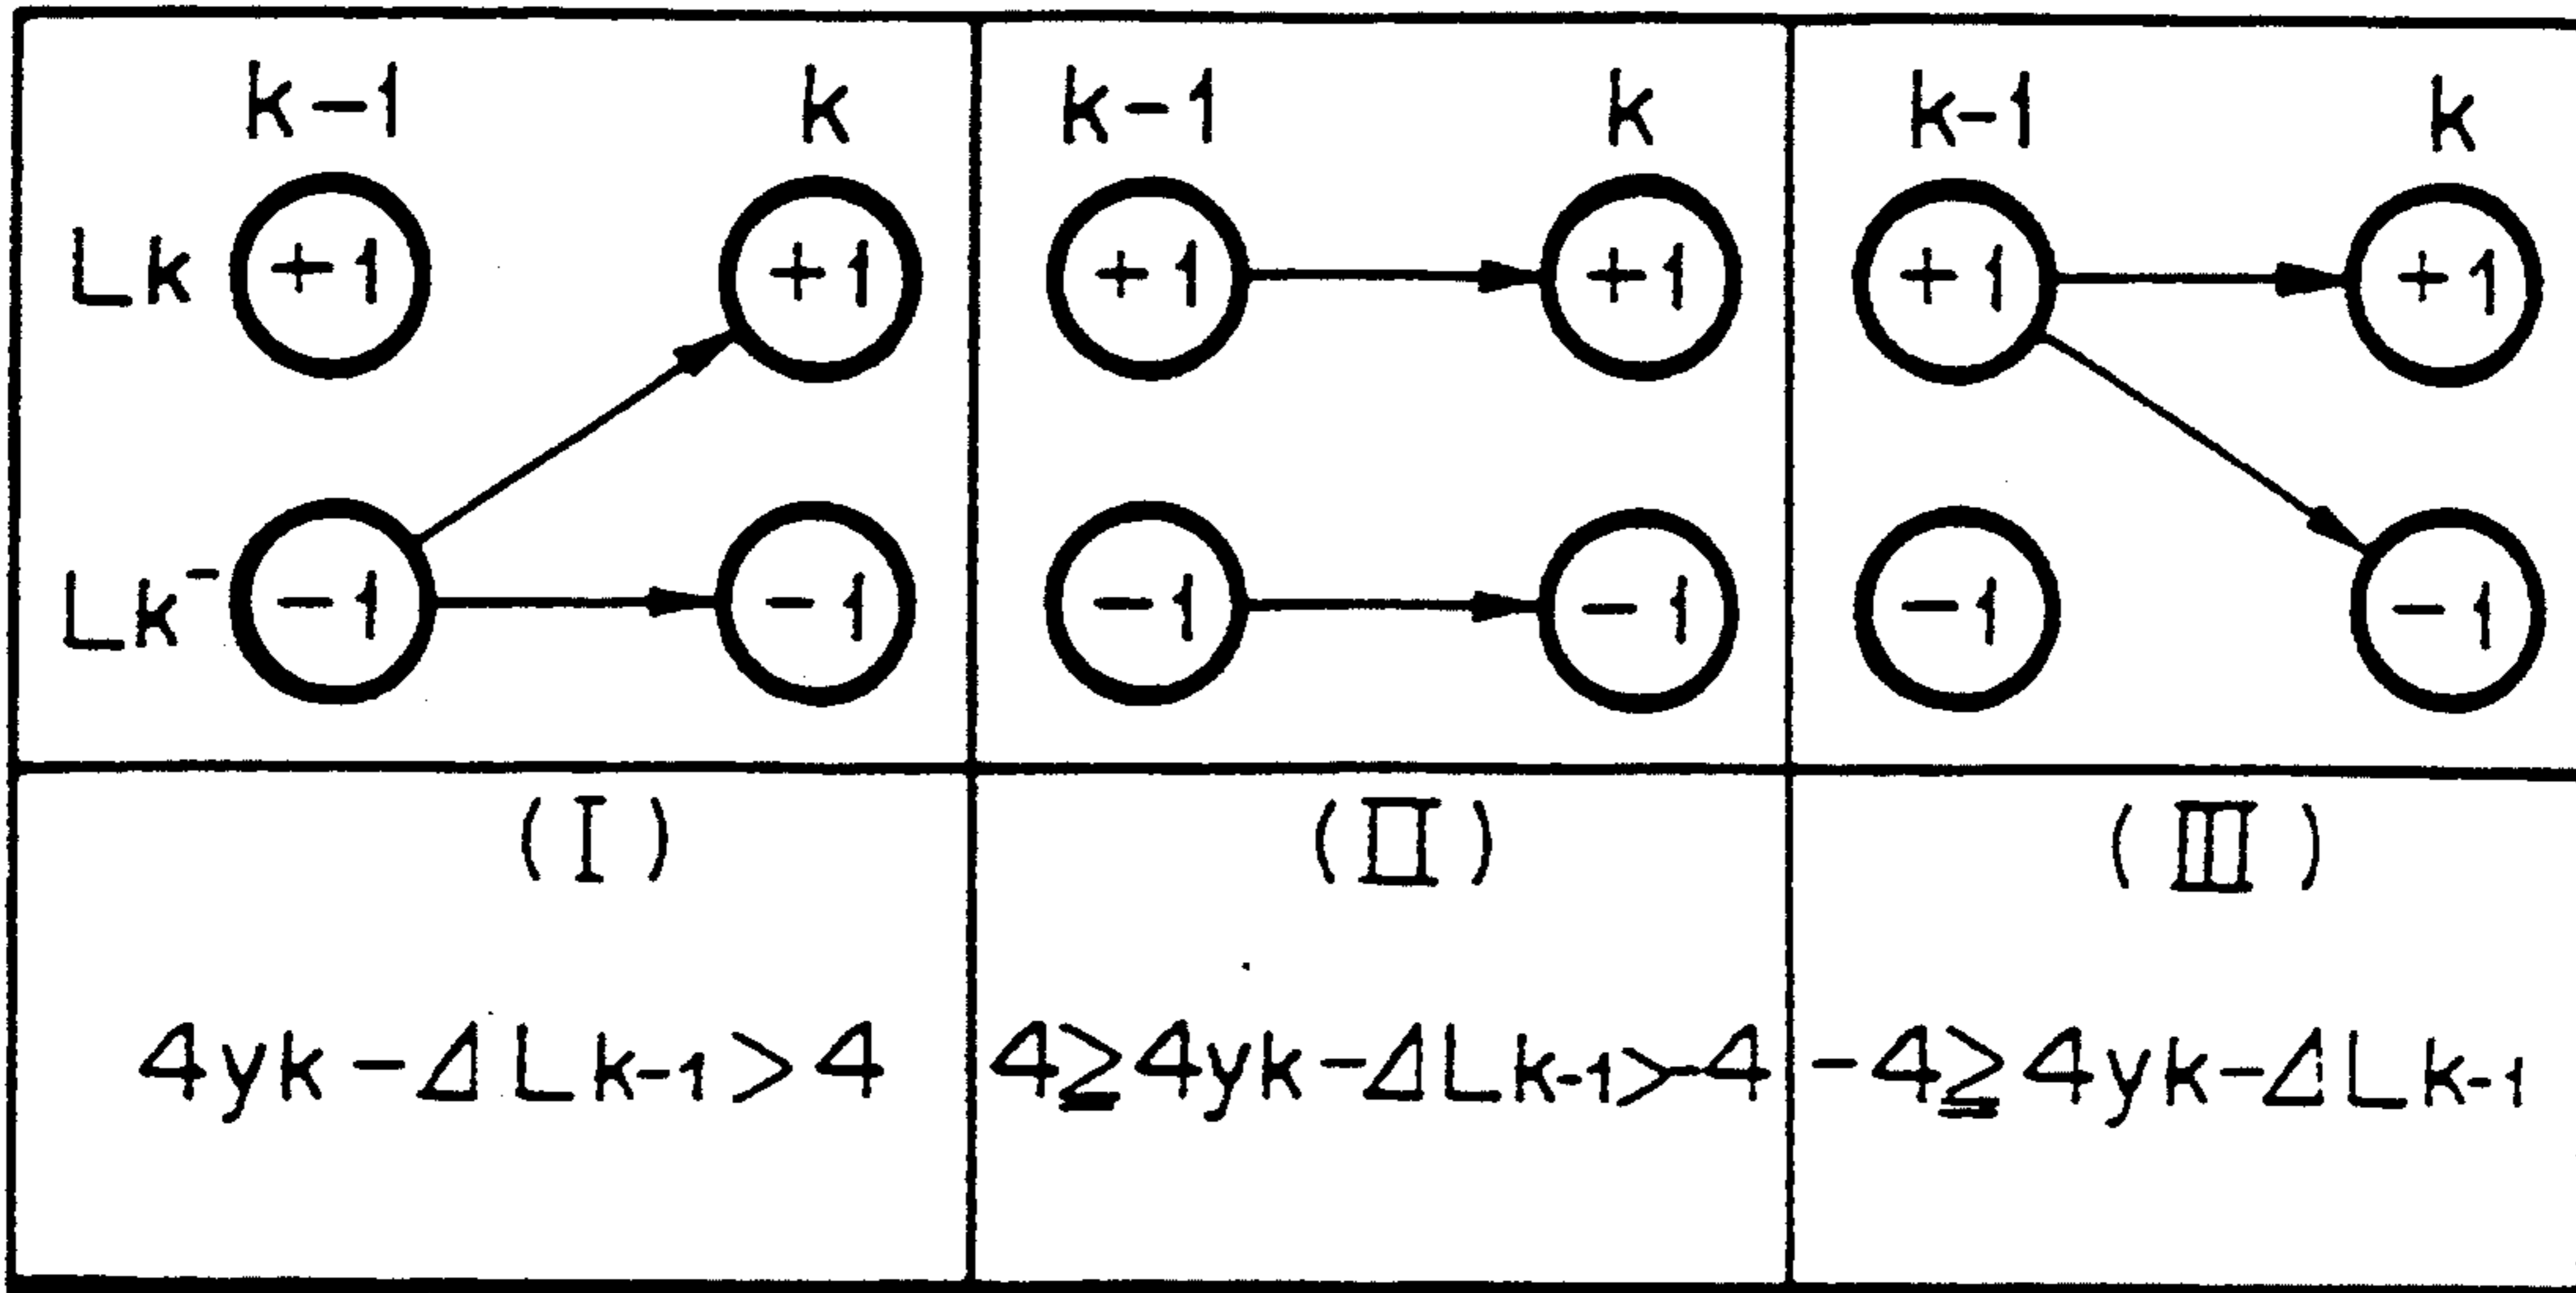 k-1 k k-1 k k-1 k
Lk +1 +1 +1 +1 +1 +1
Lk⁻ -1 -1 -1 -1 -1 -1
(I) (II) (III)
4yk-ΔLk-1>4 4≧4yk-ΔLk-1>-4 -4≧4yk-ΔLk-1